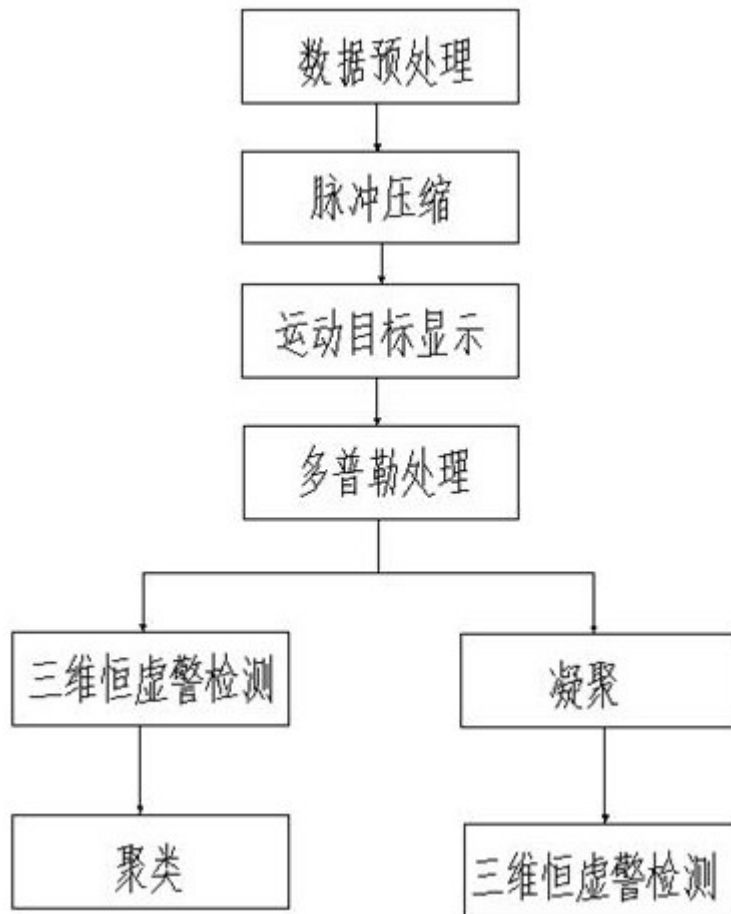 数据预处理
脉冲压缩
运动目标显示
多普勒处理
三维恒虚警检测
凝聚
聚类
三维恒虚警检测